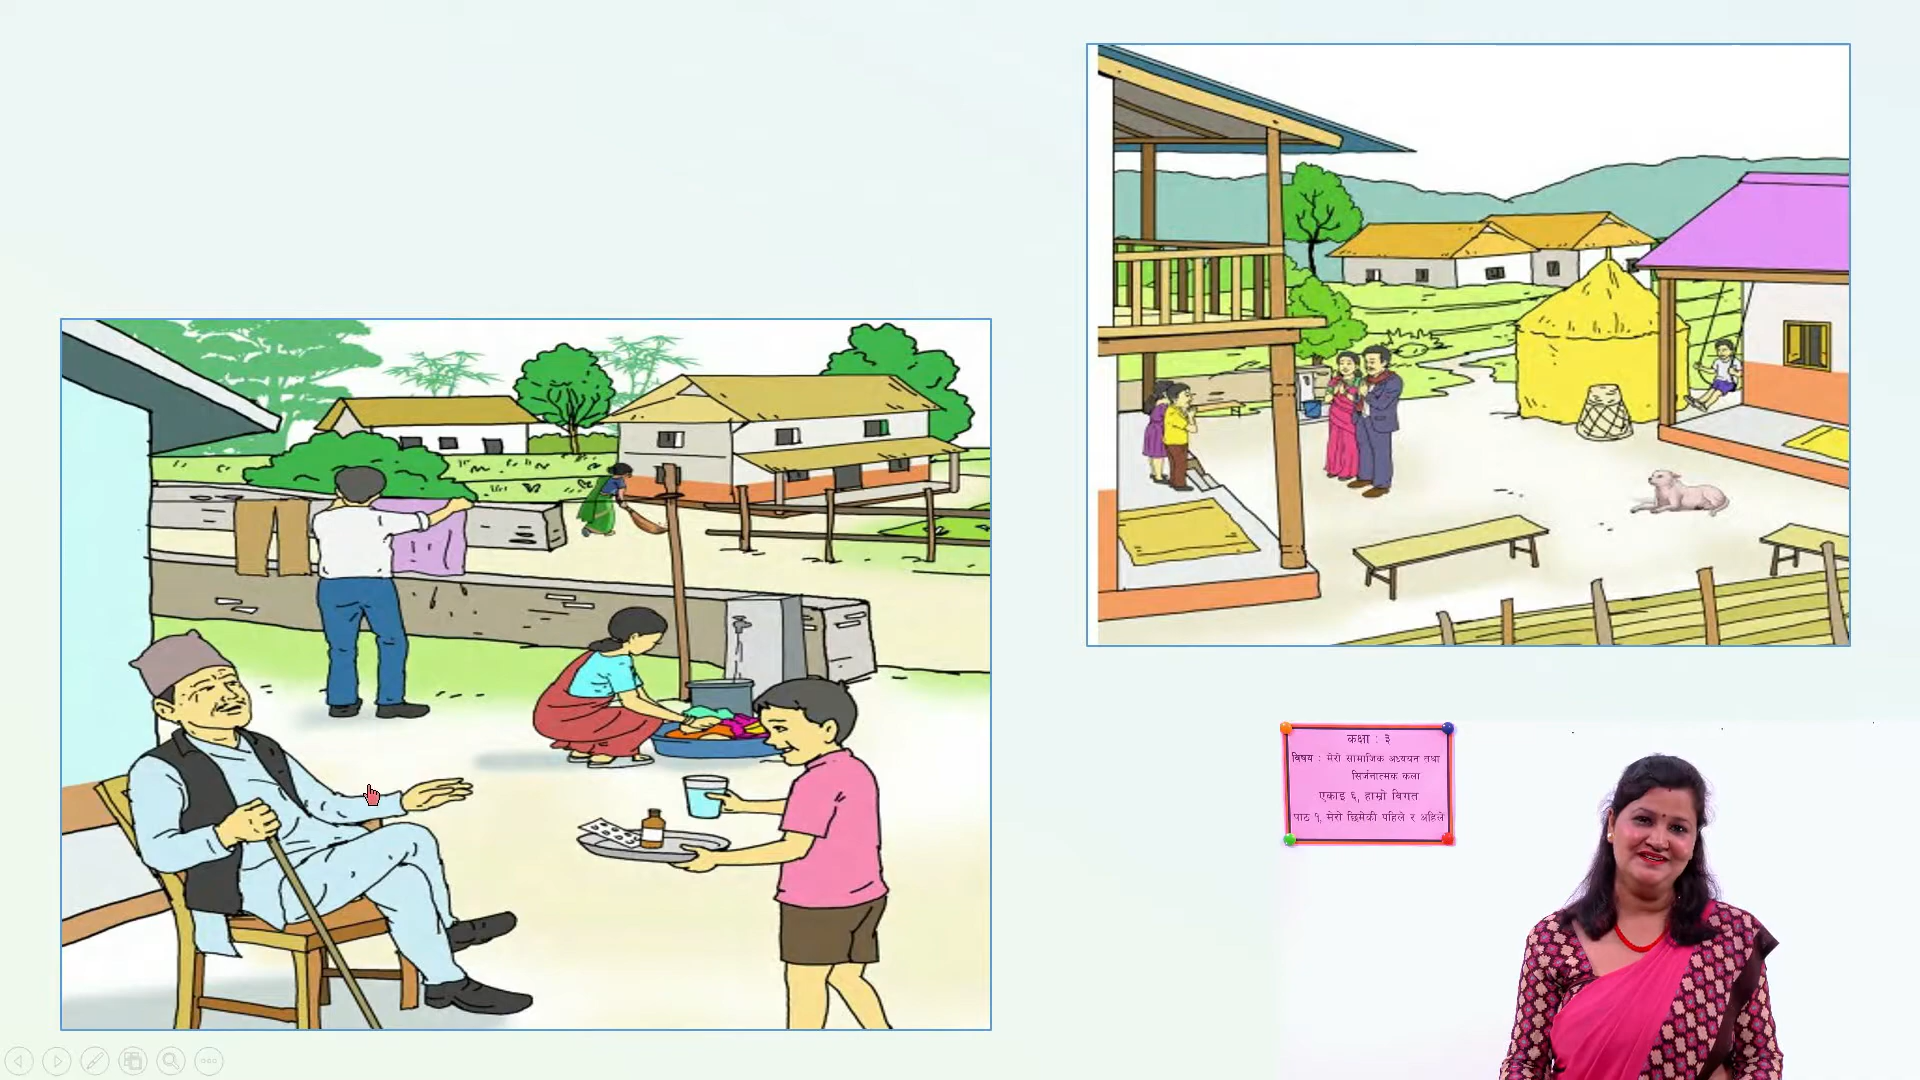 कक्षा : ३
विषय : मेरो सामाजिक अध्ययन तथा
सिर्जनात्मक कला
एकाइ ६, हाम्रो विगत
पाठ १, मेरो छिमेकी पहिले र अहिले